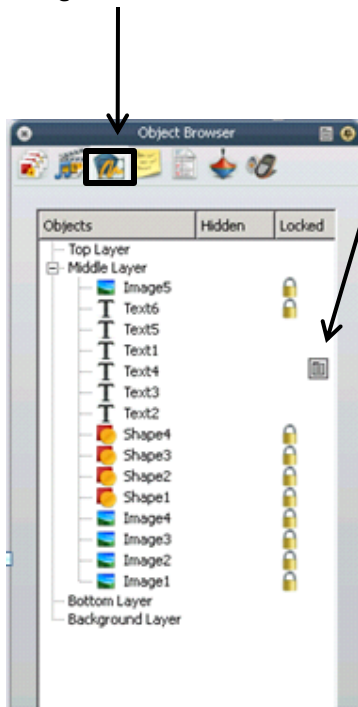 Object Browser
Objects Hidden Locked
Top Layer
Middle Layer
Image5
Text6
Text5
Text1
Text4
Text3
Text2
Shape4
Shape3
Shape2
Shape1
Image4
Image3
Image2
Image1
Bottom Layer
Background Layer